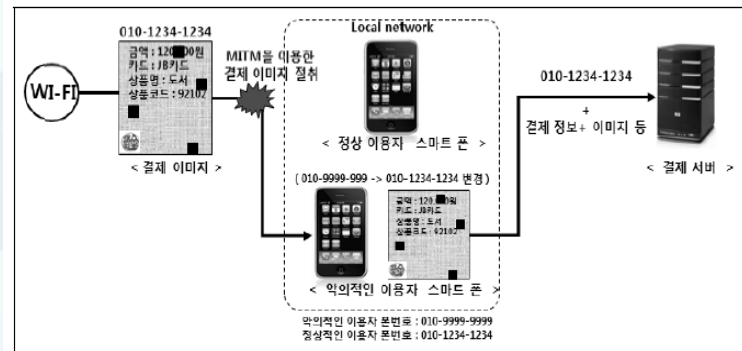 010-1234-1234
금액 : 120,000원
카드 : JB카드
상품명 : 도서
상품코드 : 92102
WI-FI
< 결제 이미지 >
MITM을 이용한
결제 이미지 절취
Local network
< 정상 이용자 스마트 폰 >
(010-9999-999 -> 010-1234-1234 변경)
금액 : 120,000원
카드 : JB카드
상품명 : 도서
상품코드 : 92102
< 악의적인 이용자 스마트 폰 >
악의적인 이용자 폰번호 : 010-9999-9999
정상적인 이용자 폰번호 : 010-1234-1234
010-1234-1234
+
결제 정보+ 이미지 등
< 결제 서버 >